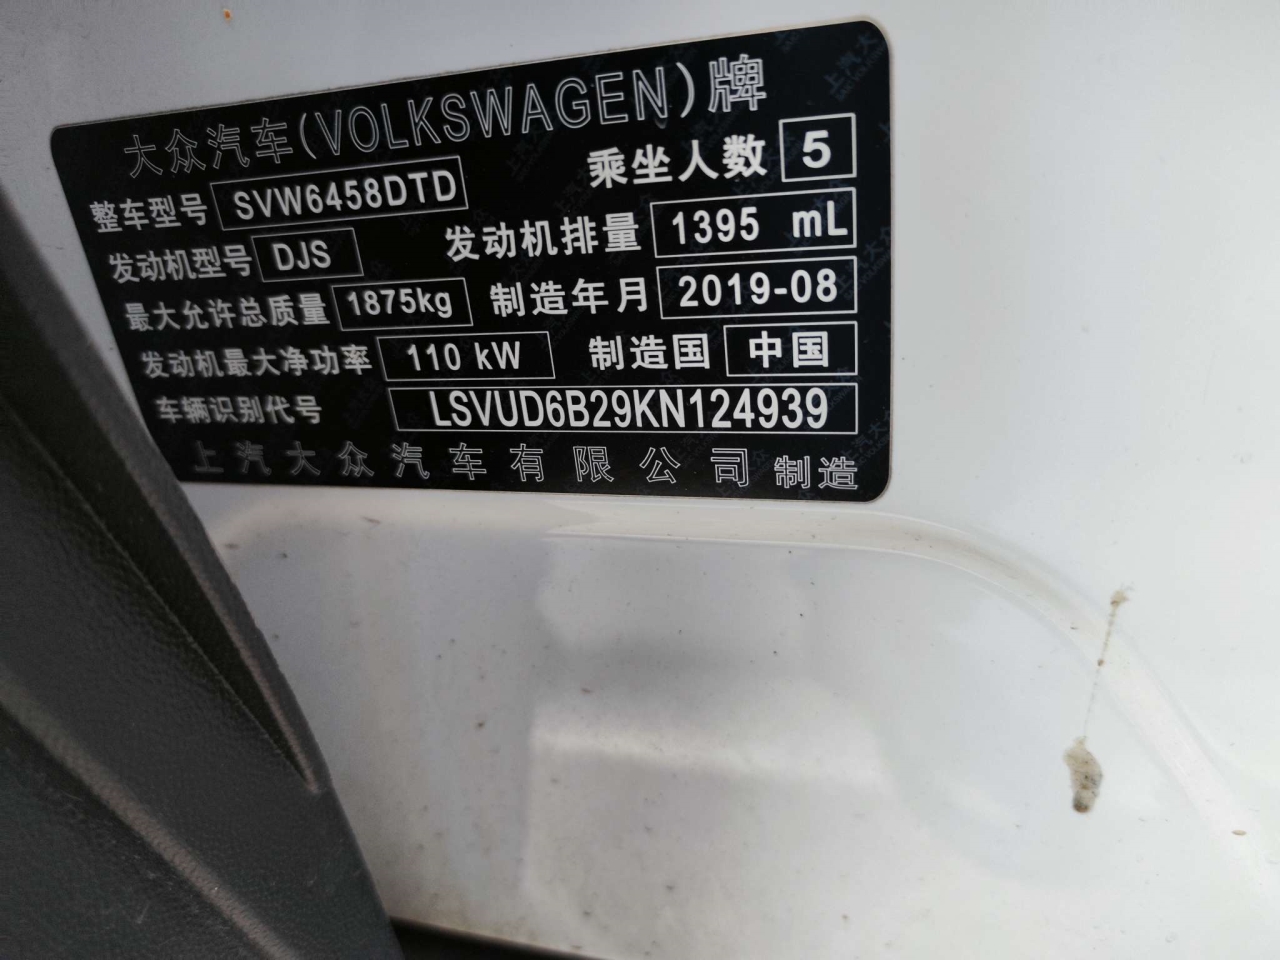 大众汽车(VOLKSWAGEN)牌
整车型号 SVW6458DTD 乘坐人数 5
发动机型号 DJS 发动机排量 1395 mL
最大允许总质量 1875kg 制造年月 2019-08
发动机最大净功率 110 kW 制造国 中国
车辆识别代号 LSVUD6B29KN124939
上汽大众汽车有限公司 制造